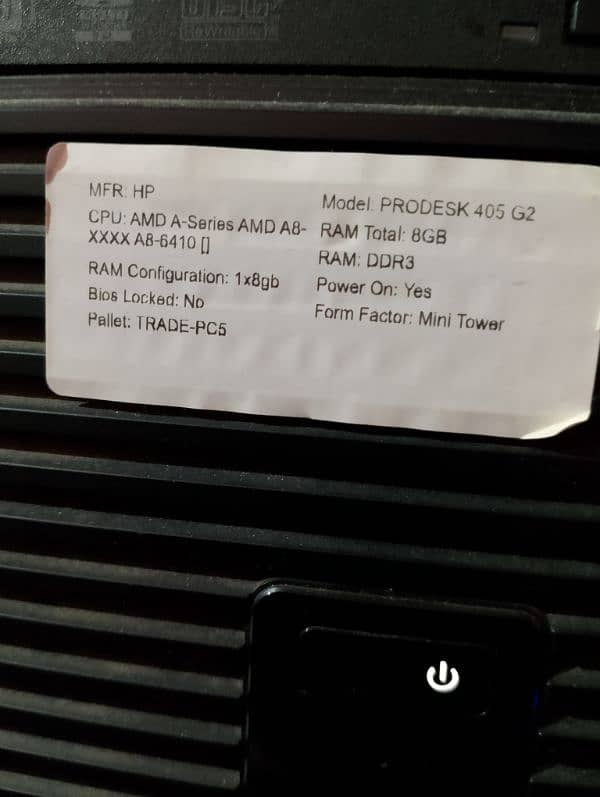 MFR: HP
CPU: AMD A-Series AMD A8-
XXXX A8-6410 []
RAM Configuration: 1x8gb
Bios Locked: No
Pallet: TRADE-PC5
Model: PRODESK 405 G2
RAM Total: 8GB
RAM: DDR3
Power On: Yes
Form Factor: Mini Tower